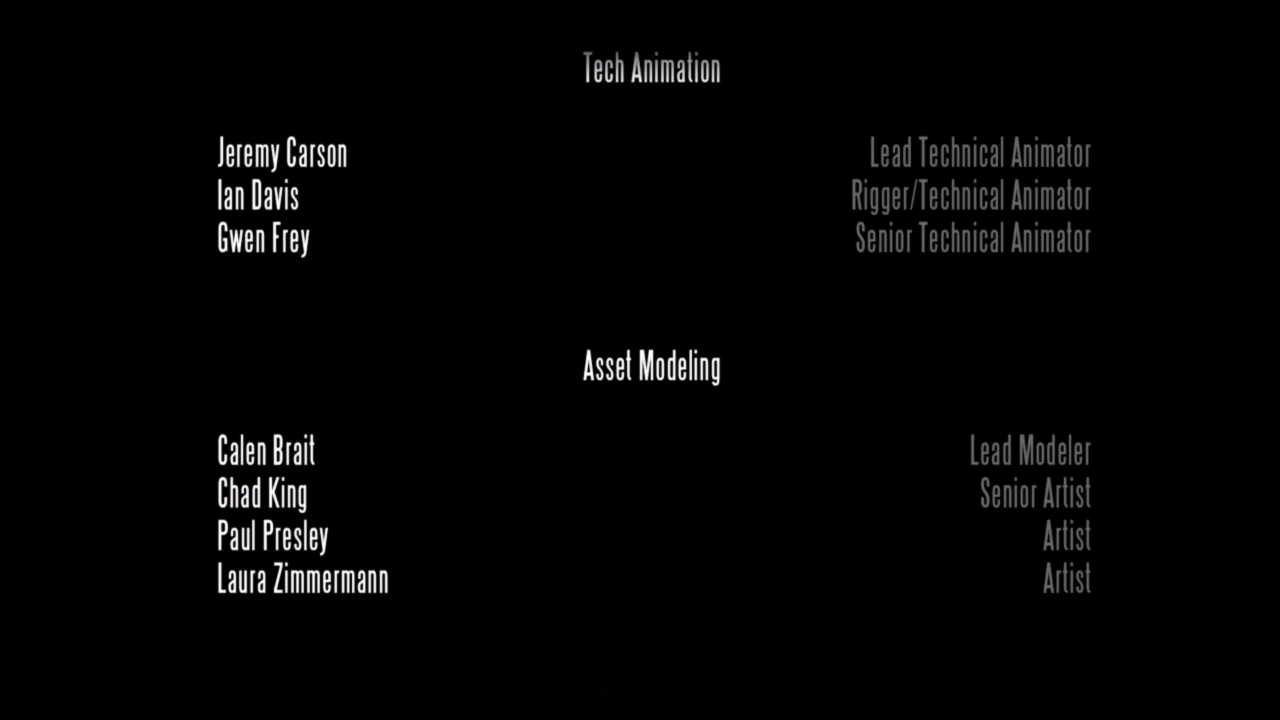 Tech Animation
Jeremy Carson Lead Technical Animator
Ian Davis Rigger/Technical Animator
Gwen Frey Senior Technical Animator
Asset Modeling
Calen Brait Lead Modeler
Chad King Senior Artist
Paul Presley Artist
Laura Zimmermann Artist